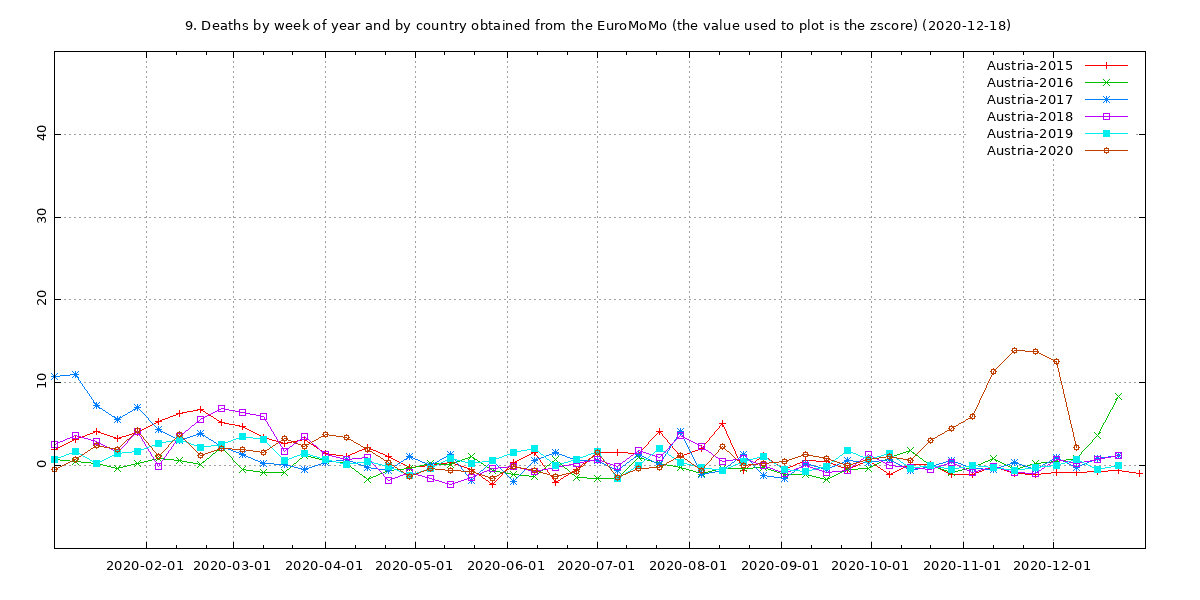 9. Deaths by week of year and by country obtained from the EuroMoMo (the value used to plot is the zscore) (2020-12-18)
Austria-2015
Austria-2016
Austria-2017
Austria-2018
Austria-2019
Austria-2020
40
30
20
10
0
2020-02-01 2020-03-01 2020-04-01 2020-05-01 2020-06-01 2020-07-01 2020-08-01 2020-09-01 2020-10-01 2020-11-01 2020-12-01